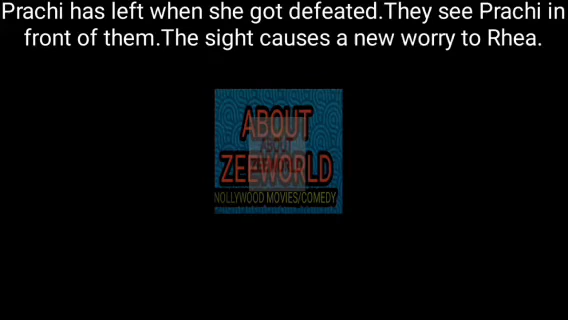 Prachi has left when she got defeated.They see Prachi in
front of them.The sight causes a new worry to Rhea.
ABOUT
ZEEWORLD
NOLLYWOOD MOVIES/COMEDY